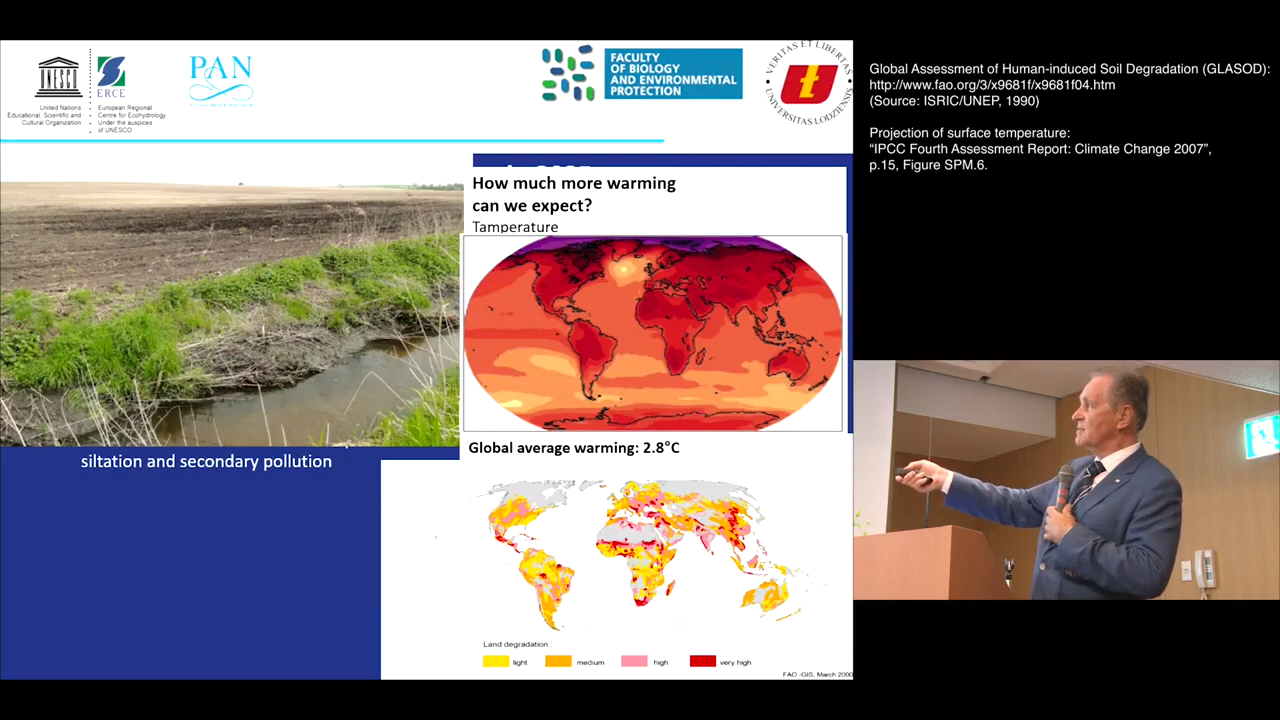 UNESCO
United Nations
Educational, Scientific and
Cultural Organization
ERCE
European Regional
Centre for Ecohydrology
Under the auspices
of UNESCO
PAN
FACULTY
OF BIOLOGY
AND ENVIRONMENTAL
PROTECTION
VERITAS ET LIBERTAS
UNIVERSITAS LODZIENSIS
How much more warming
can we expect?
Tamperature
Global average warming: 2.8°C
siltation and secondary pollution
Land degradation :
light medium high very high
FAO -GIS, March 2000
Global Assessment of Human-induced Soil Degradation (GLASOD):
http://www.fao.org/3/x9681f/x9681f04.htm
(Source: ISRIC/UNEP, 1990)
Projection of surface temperature:
“IPCC Fourth Assessment Report: Climate Change 2007”,
p.15, Figure SPM.6.